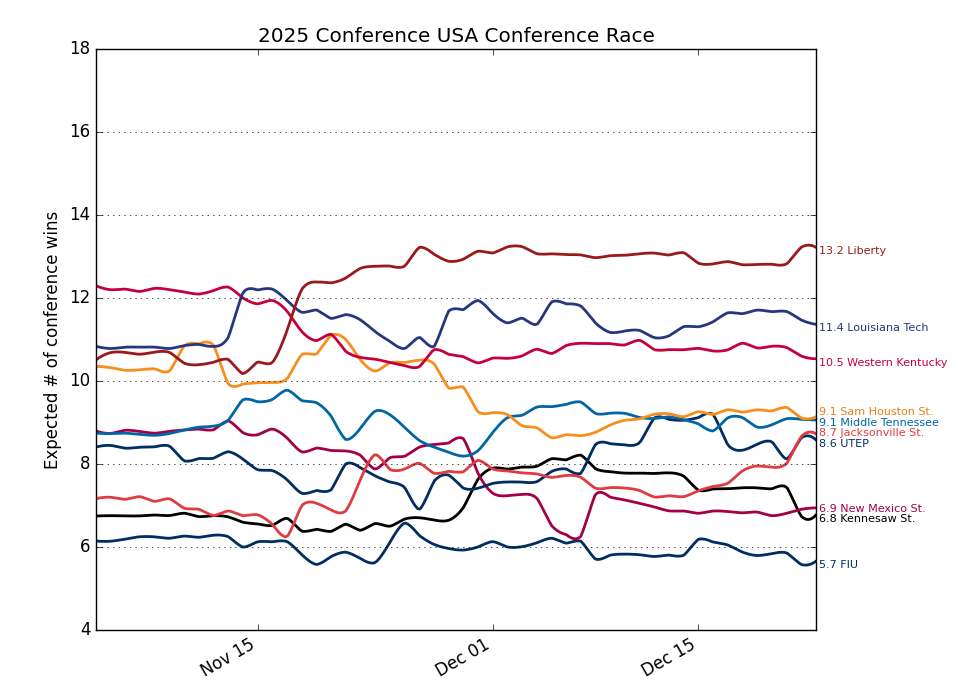 2025 Conference USA Conference Race
Expected # of conference wins
18
16
14
12
10
8
6
4
Nov 15
Dec 01
Dec 15
13.2 Liberty
11.4 Louisiana Tech
10.5 Western Kentucky
9.1 Sam Houston St.
9.1 Middle Tennessee
8.7 Jacksonville St.
8.6 UTEP
6.9 New Mexico St.
6.8 Kennesaw St.
5.7 FIU